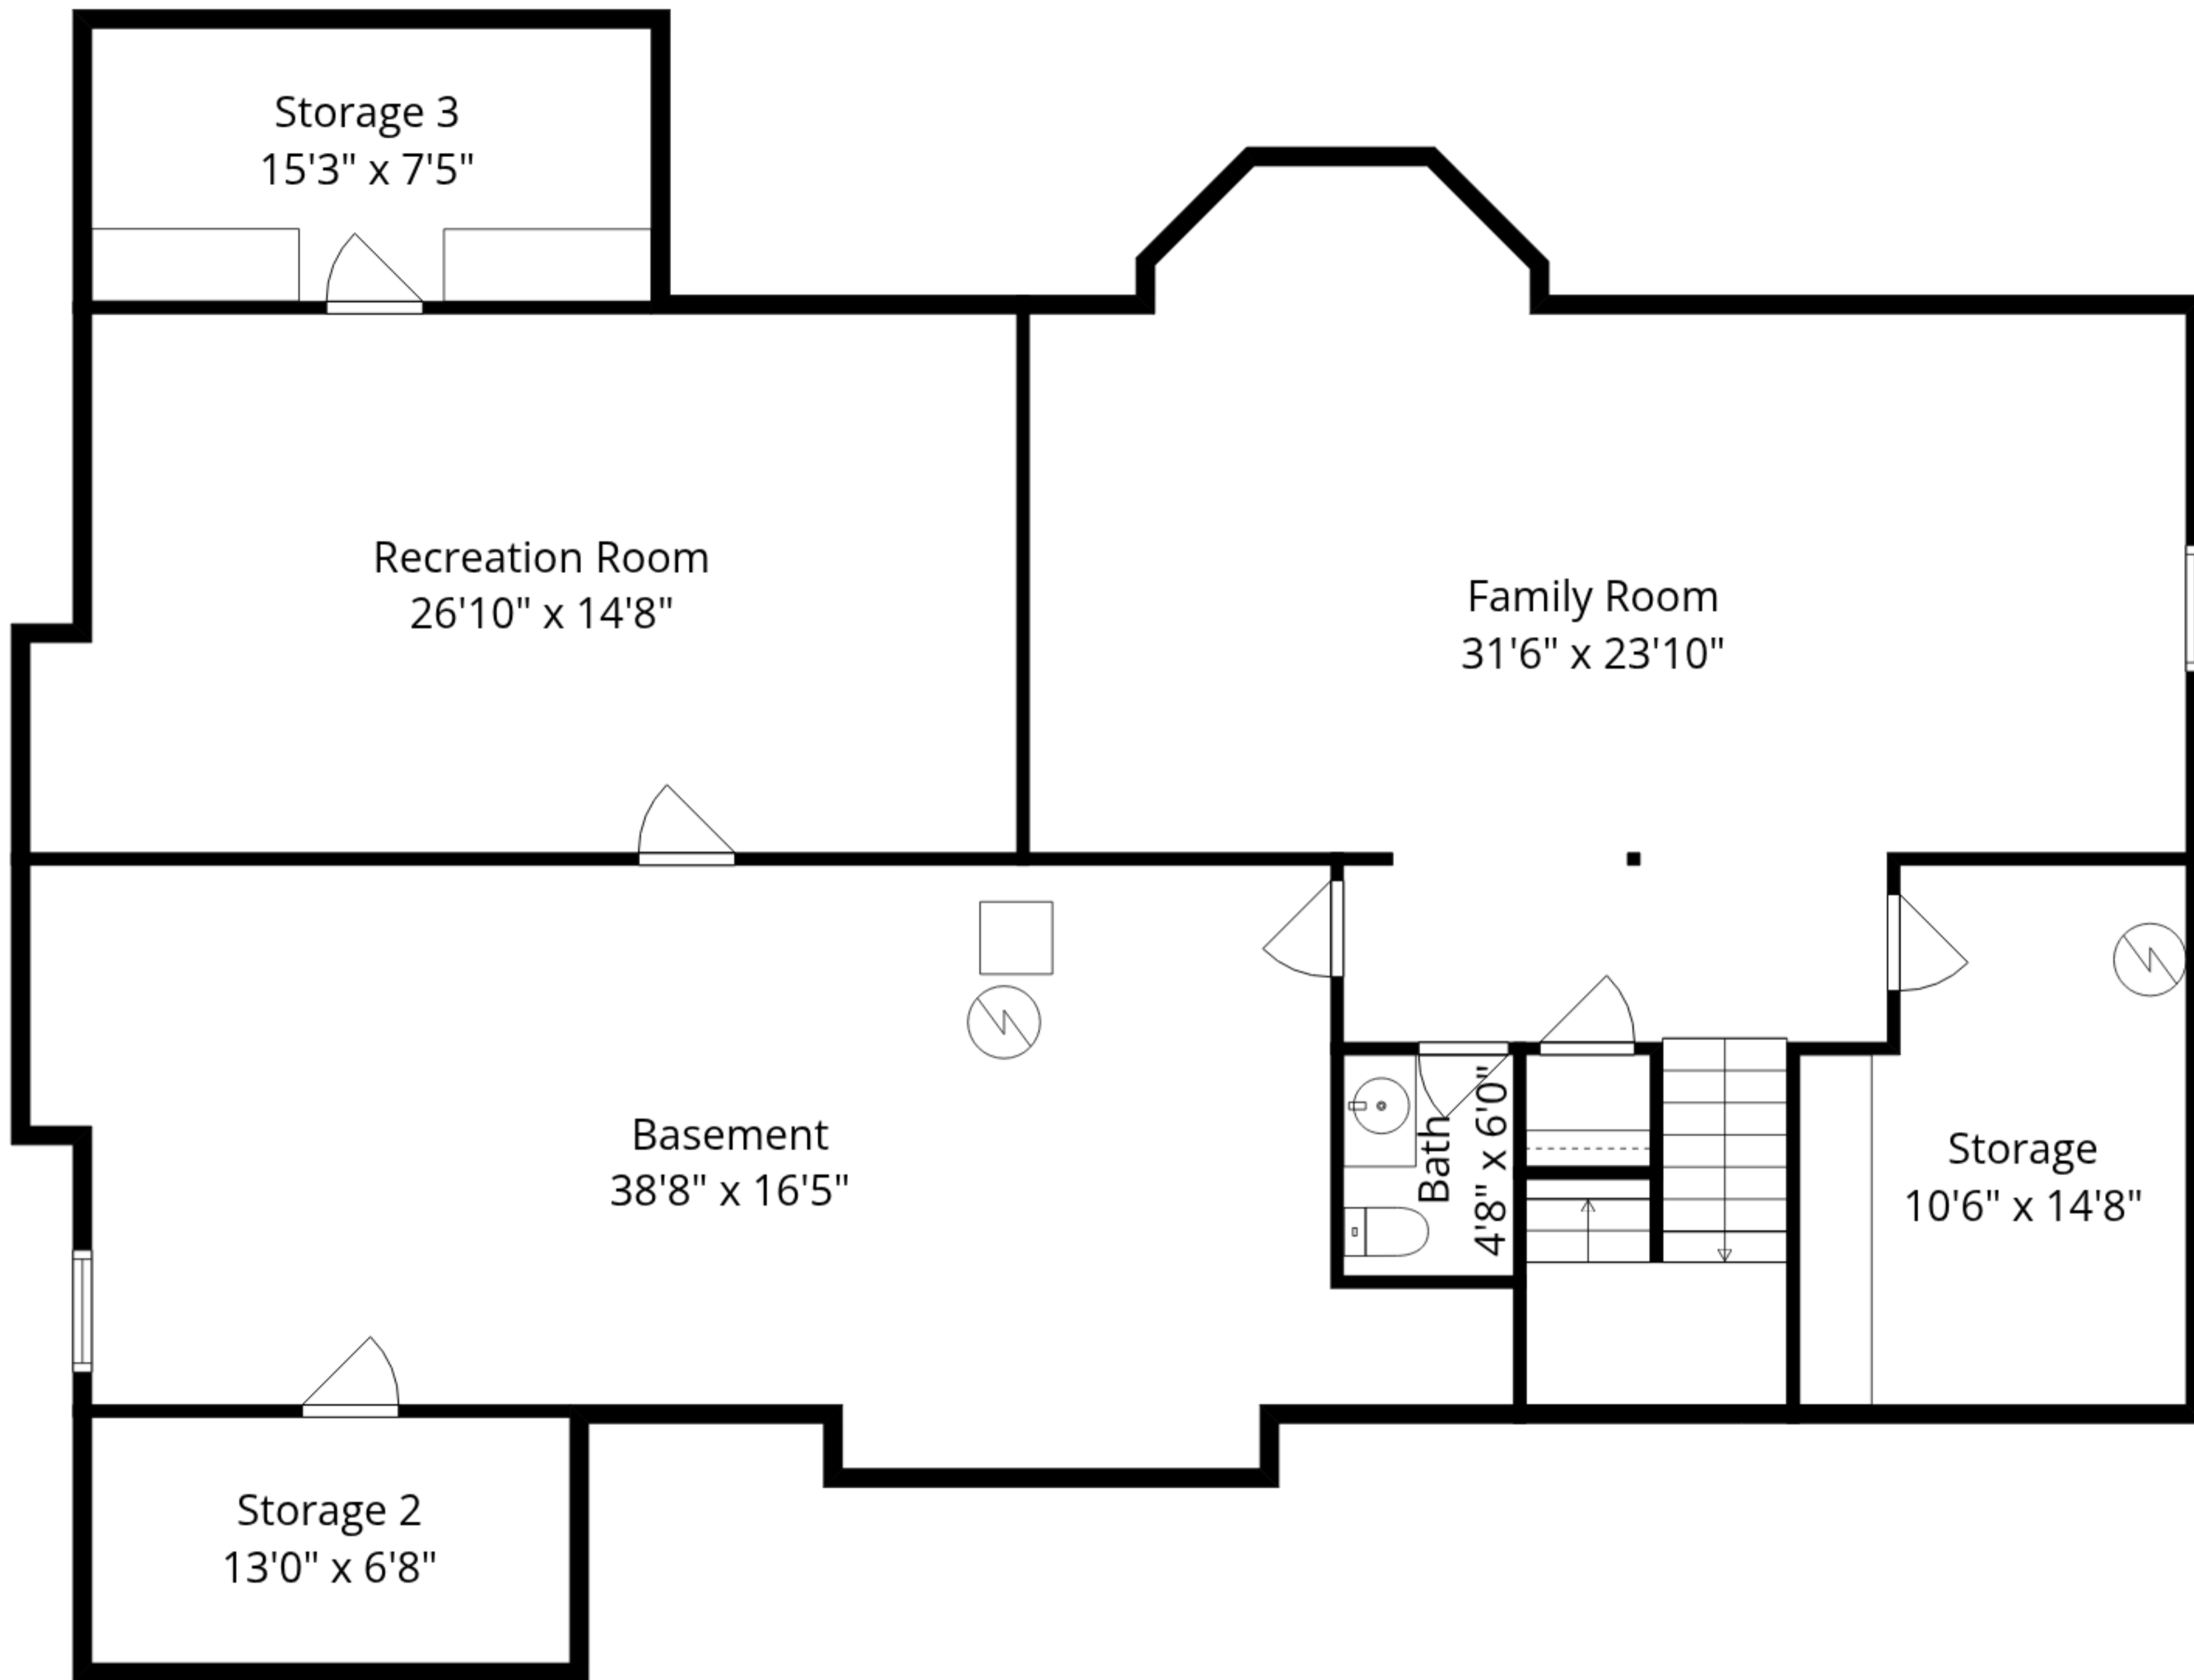 Storage 3
15'3" x 7'5"
Recreation Room
26'10" x 14'8"
Family Room
31'6" x 23'10"
Basement
38'8" x 16'5"
Bath
4'8" x 6'0"
Storage
10'6" x 14'8"
Storage 2
13'0" x 6'8"